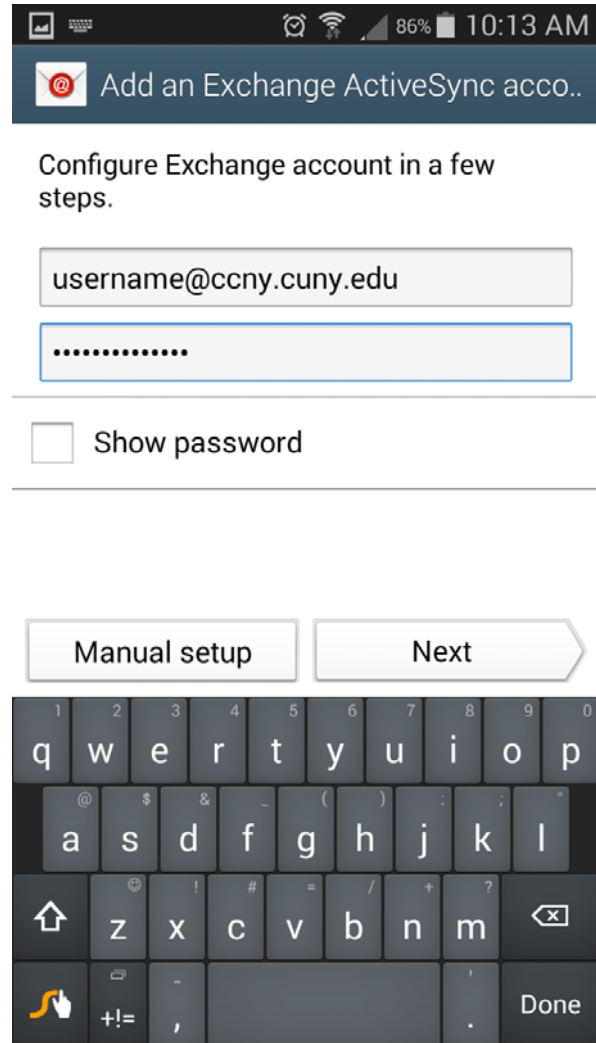 86% 10:13 AM
@ Add an Exchange ActiveSync acco..
Configure Exchange account in a few
steps.
username@ccny.cuny.edu
••••••••••••••
Show password
Manual setup Next
1 2 3 4 5 6 7 8 9 0
q w e r t y u i o p
@ $ & _ ( ) : ; "
a s d f g h j k l
! # = / + ?
z x c v b n m
- '
+!= , . Done